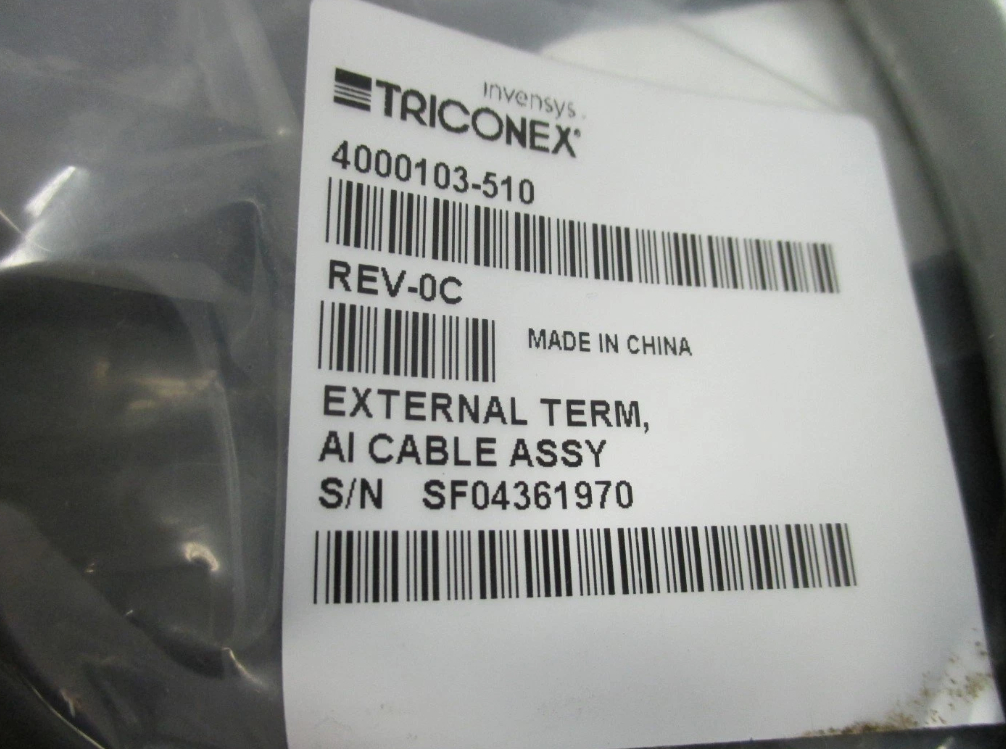 invensys
TRICONEX
4000103-510
REV-0C
MADE IN CHINA
EXTERNAL TERM,
AI CABLE ASSY
S/N SF04361970